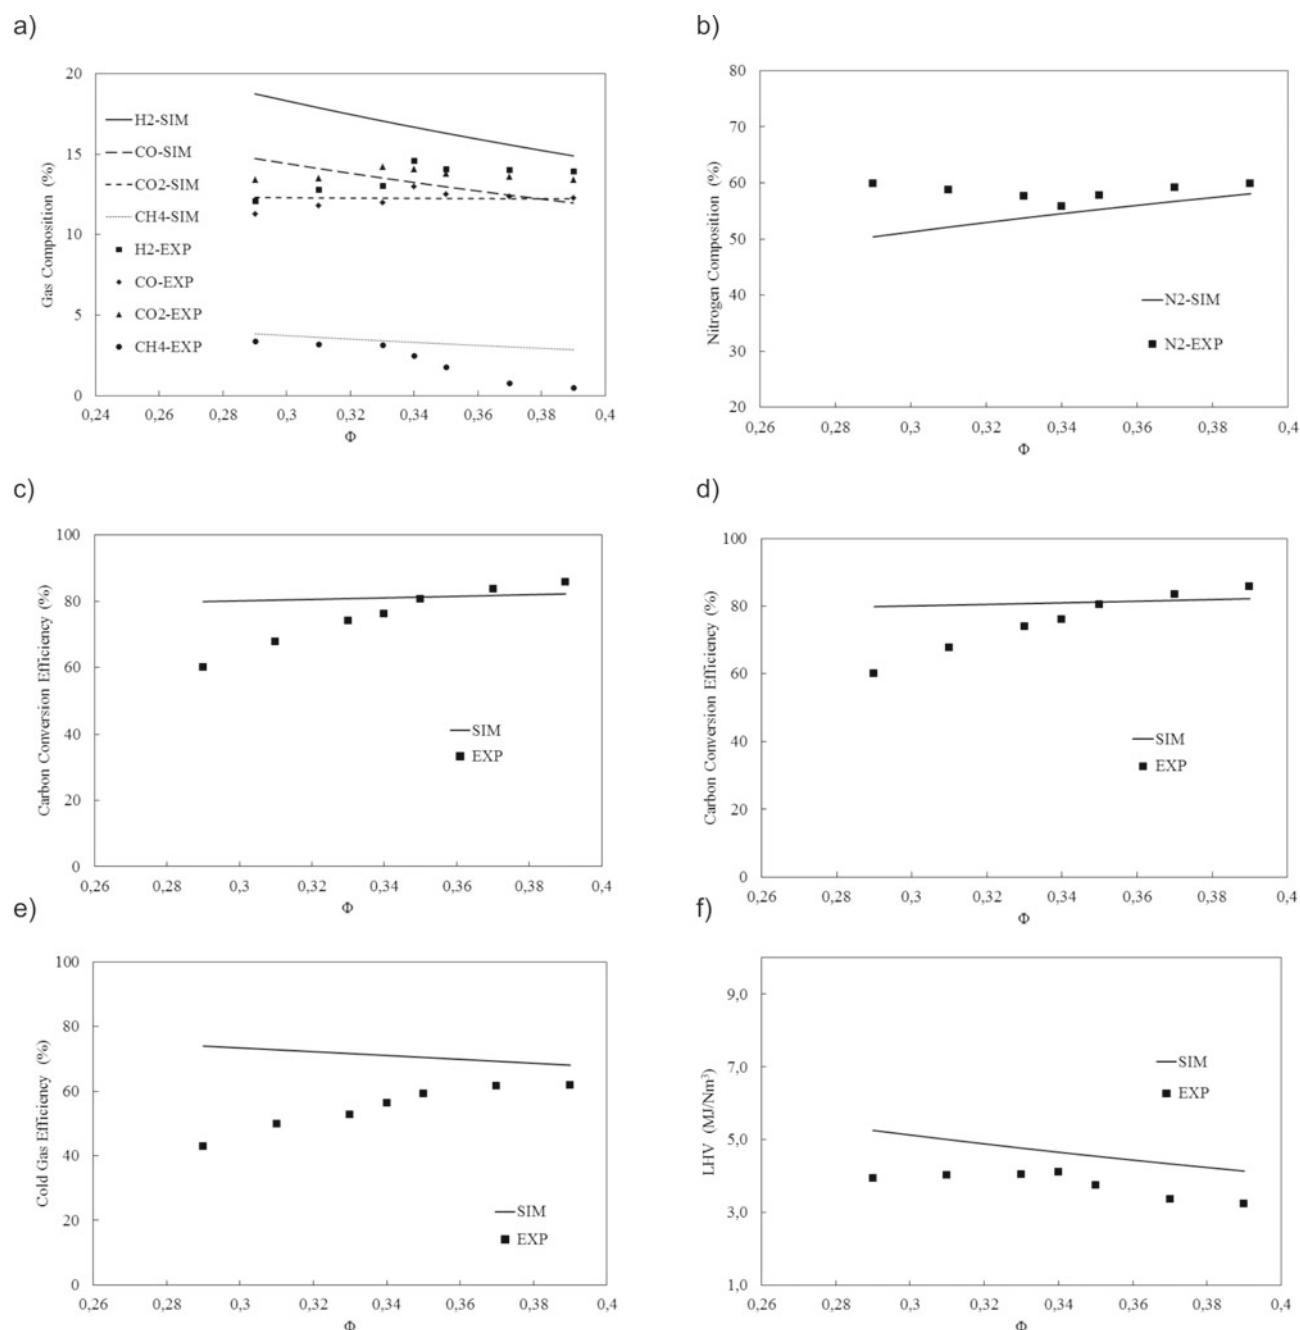 a)
20
15
10
5
0
Gas Composition (%)
H2-SIM
CO-SIM
CO2-SIM
CH4-SIM
H2-EXP
CO-EXP
CO2-EXP
CH4-EXP
0,24 0,26 0,28 0,3 0,32 0,34 0,36 0,38 0,4
Φ
b)
80
70
60
50
40
30
20
Nitrogen Composition (%)
N2-SIM
N2-EXP
0,26 0,28 0,3 0,32 0,34 0,36 0,38 0,4
Φ
c)
100
80
60
40
20
0
Carbon Conversion Efficiency (%)
SIM
EXP
0,26 0,28 0,3 0,32 0,34 0,36 0,38 0,4
Φ
d)
100
80
60
40
20
0
Carbon Conversion Efficiency (%)
SIM
EXP
0,26 0,28 0,3 0,32 0,34 0,36 0,38 0,4
Φ
e)
100
80
60
40
20
0
Cold Gas Efficiency (%)
SIM
EXP
0,26 0,28 0,3 0,32 0,34 0,36 0,38 0,4
Φ
f)
9,0
7,0
5,0
3,0
1,0
LHV (MJ/Nm³)
SIM
EXP
0,26 0,28 0,3 0,32 0,34 0,36 0,38 0,4
Φ